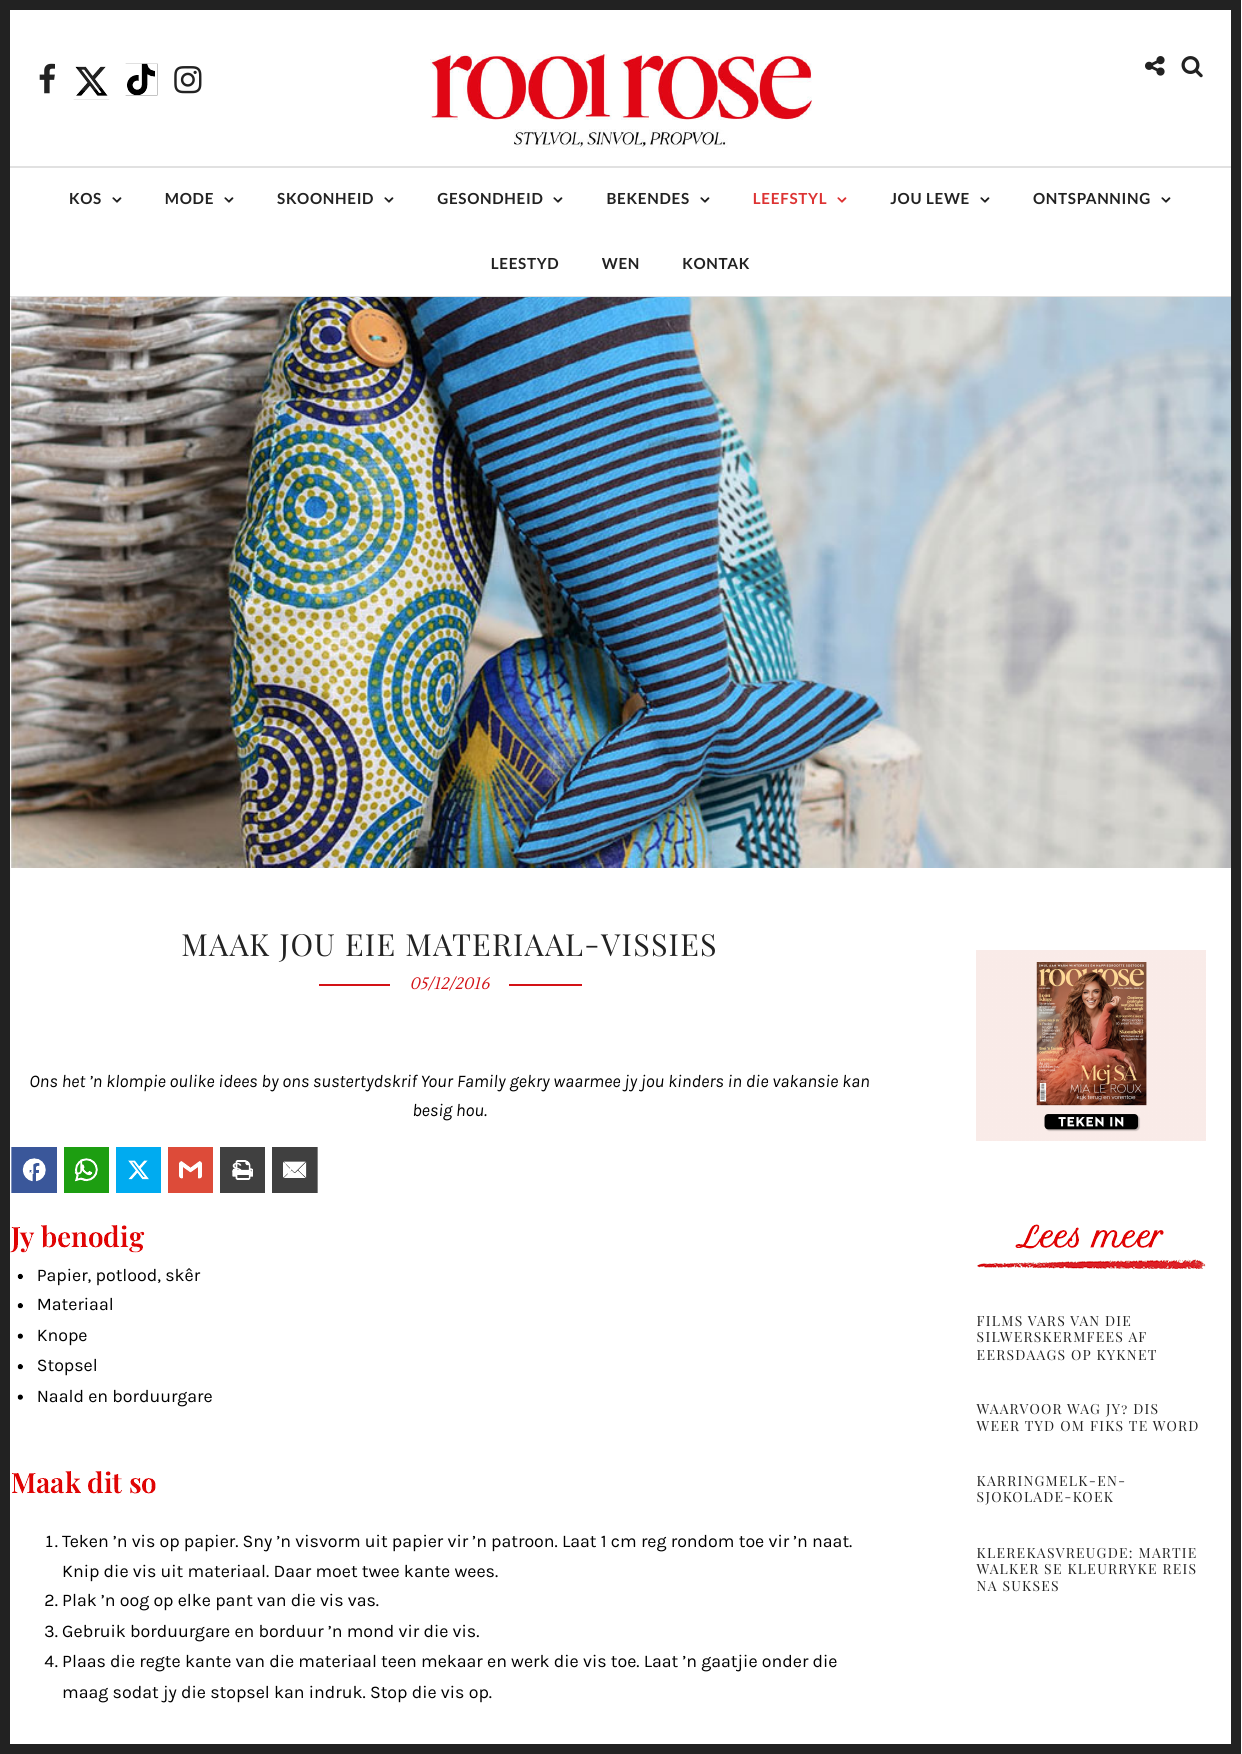 rooi rose
STYLVOL, SINVOL, PROPVOL.
KOS MODE SKOONHEID GESONDHEID BEKENDES LEEFSTYL JOU LEWE ONTSPANNING
LEESTYD WEN KONTAK
MAAK JOU EIE MATERIAAL-VISSIES
05/12/2016
Ons het ’n klompie oulike idees by ons sustertydskrif Your Family gekry waarmee jy jou kinders in die vakansie kan
besig hou.
Jy benodig
• Papier, potlood, skêr
• Materiaal
• Knope
• Stopsel
• Naald en borduurgare
Maak dit so
1. Teken ’n vis op papier. Sny ’n visvorm uit papier vir ’n patroon. Laat 1 cm reg rondom toe vir ’n naat.
Knip die vis uit materiaal. Daar moet twee kante wees.
2. Plak ’n oog op elke pant van die vis vas.
3. Gebruik borduurgare en borduur ’n mond vir die vis.
4. Plaas die regte kante van die materiaal teen mekaar en werk die vis toe. Laat ’n gaatjie onder die
maag sodat jy die stopsel kan indruk. Stop die vis op.
rooi rose
Mej SA
MIA LE ROUX
kyk terug en vorentoe
TEKEN IN
Lees meer
FILMS VARS VAN DIE
SILWERSKERMFEES AF
EERSDAAGS OP KYKNET
WAARVOOR WAG JY? DIS
WEER TYD OM FIKS TE WORD
KARRINGMELK-EN-
SJOKOLADE-KOEK
KLEREKASVREUGDE: MARTIE
WALKER SE KLEURRYKE REIS
NA SUKSES